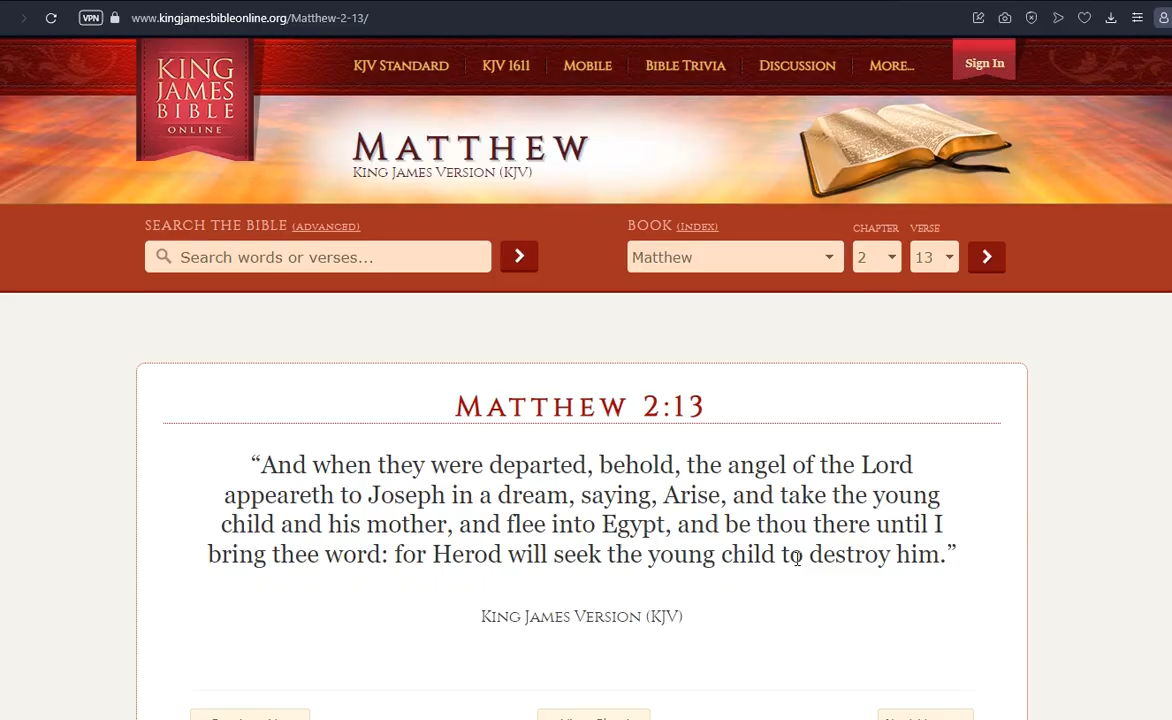 VPN
www.kingjamesbibleonline.org/Matthew-2-13/
KING
JAMES
BIBLE
ONLINE
KJV STANDARD
KJV 1611
MOBILE
BIBLE TRIVIA
DISCUSSION
MORE...
Sign In
MATTHEW
KING JAMES VERSION (KJV)
SEARCH THE BIBLE (ADVANCED)
Search words or verses...
BOOK (INDEX)
CHAPTER
VERSE
Matthew
2
13
MATTHEW 2:13
“And when they were departed, behold, the angel of the Lord
appeareth to Joseph in a dream, saying, Arise, and take the young
child and his mother, and flee into Egypt, and be thou there until I
bring thee word: for Herod will seek the young child to destroy him.”
KING JAMES VERSION (KJV)